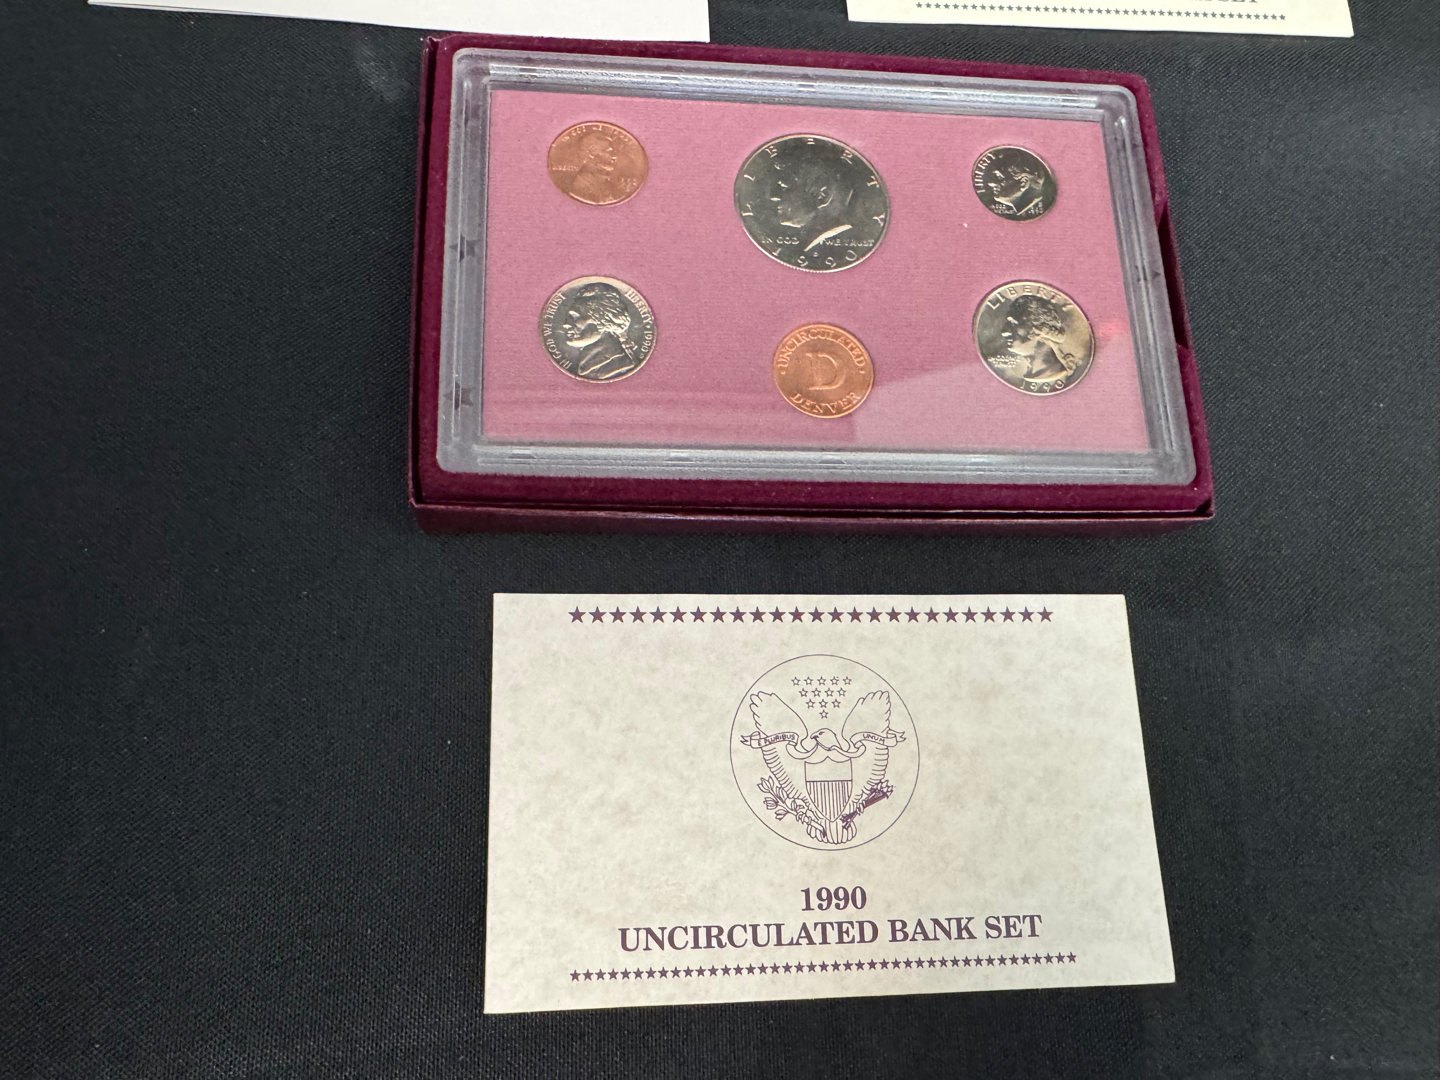 LIBERTY
LIBERTY
IN GOD WE TRUST
1990
LIBERTY
IN GOD WE TRUST
LIBERTY · 1990
UNCIRCULATED
D
DENVER
LIBERTY
1990
E PLURIBUS UNUM
1990
UNCIRCULATED BANK SET